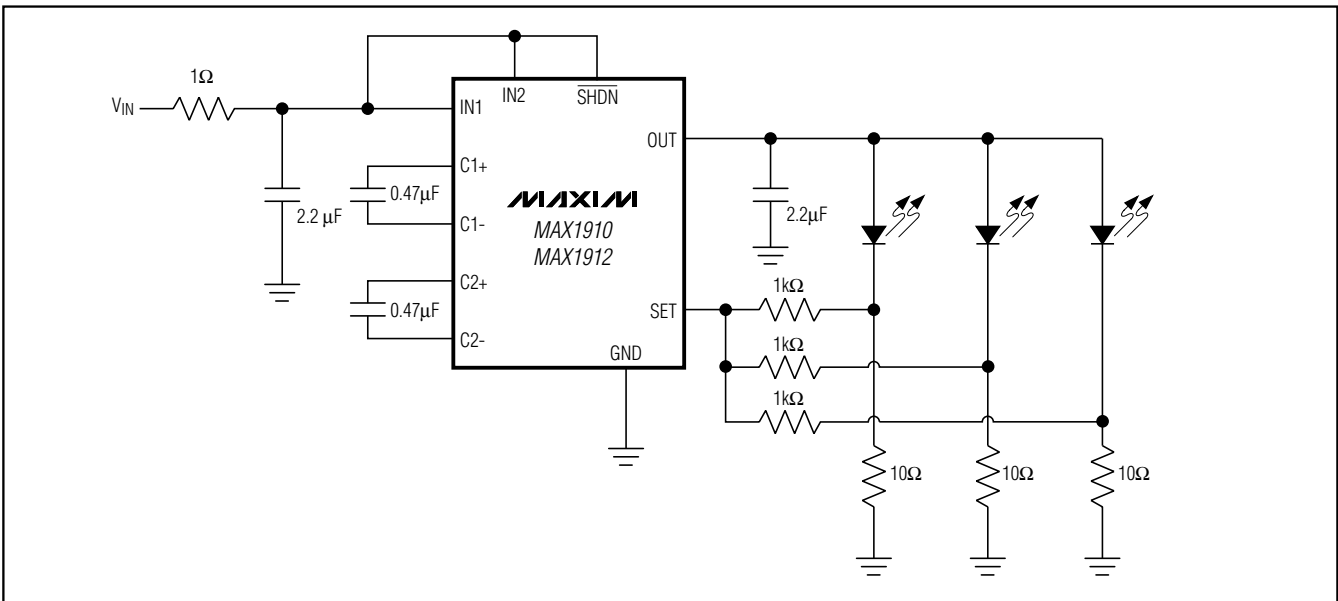 1Ω
V_IN
2.2 μF
0.47μF
0.47μF
IN1
IN2
SHDN
C1+
C1-
C2+
C2-
MAXIM
MAX1910
MAX1912
OUT
SET
GND
2.2μF
1kΩ
1kΩ
1kΩ
10Ω
10Ω
10Ω